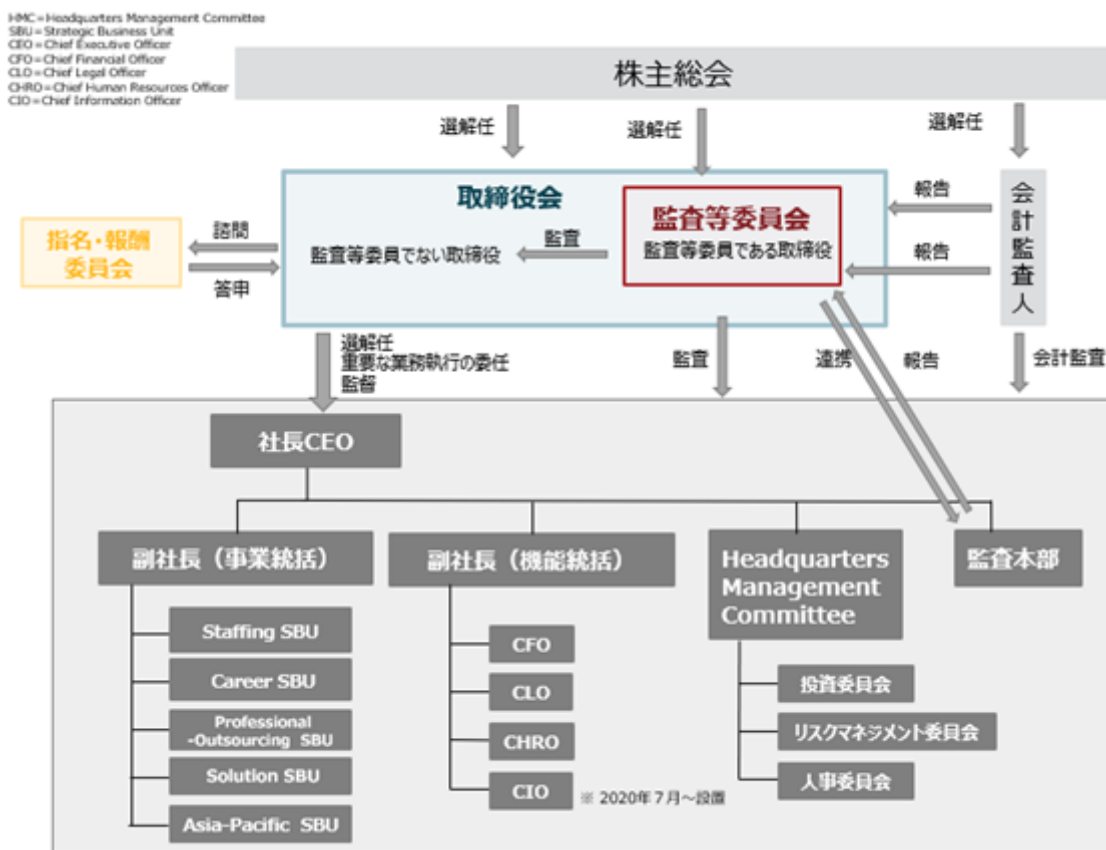 HMC=Headquarters Management Committee
SBU=Strategic Business Unit
CEO=Chief Executive Officer
CFO=Chief Financial Officer
CLO=Chief Legal Officer
CHRO=Chief Human Resources Officer
CIO=Chief Information Officer
株主総会
選解任
選解任
選解任
取締役会
監査等委員会
監査等委員である取締役
監査
監査等委員でない取締役
報告
報告
会計監査人
指名・報酬
委員会
諮問
答申
選解任
重要な業務執行の委任
監督
監査
連携
報告
会計監査
社長CEO
副社長（事業統括）
副社長（機能統括）
Headquarters
Management
Committee
監査本部
Staffing SBU
Career SBU
Professional
-Outsourcing SBU
Solution SBU
Asia-Pacific SBU
CFO
CLO
CHRO
CIO
※ 2020年７月～設置
投資委員会
リスクマネジメント委員会
人事委員会